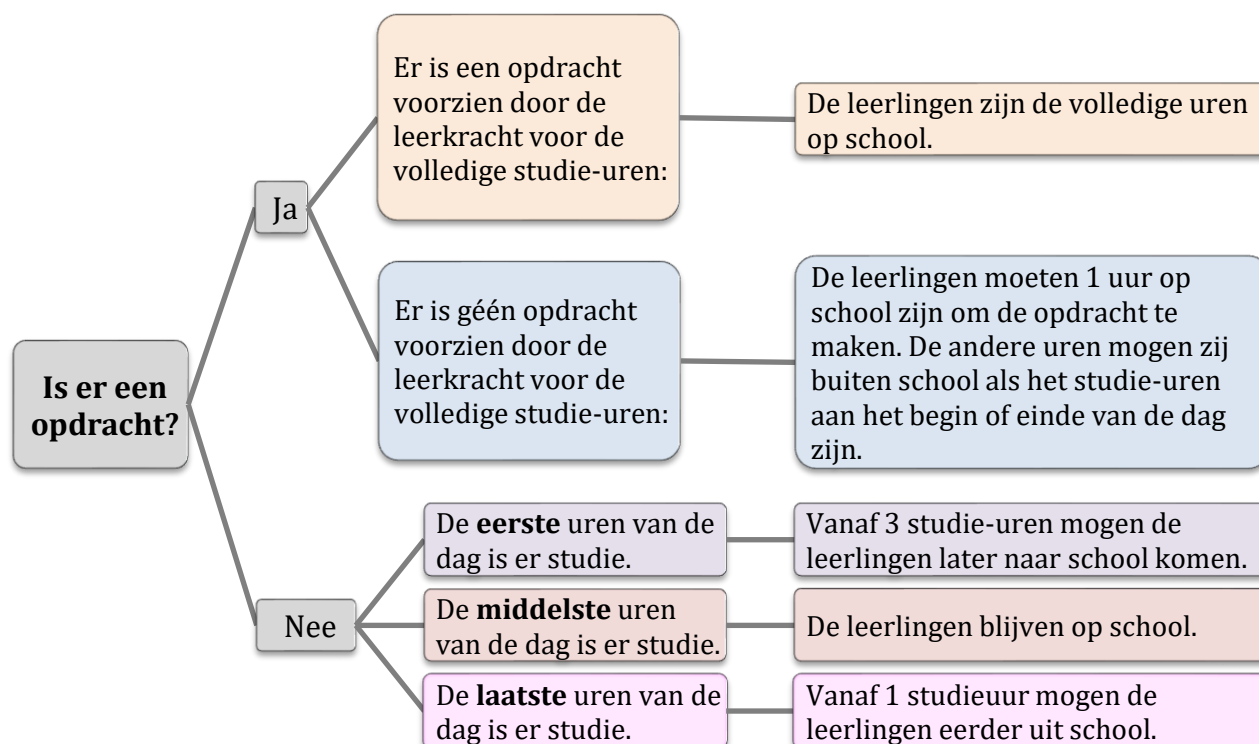 Is er een
opdracht?
Ja
Er is een opdracht
voorzien door de
leerkracht voor de
volledige studie-uren:
De leerlingen zijn de volledige uren
op school.
Er is géén opdracht
voorzien door de
leerkracht voor de
volledige studie-uren:
De leerlingen moeten 1 uur op
school zijn om de opdracht te
maken. De andere uren mogen zij
buiten school als het studie-uren
aan het begin of einde van de dag
zijn.
Nee
De eerste uren van de
dag is er studie.
Vanaf 3 studie-uren mogen de
leerlingen later naar school komen.
De middelste uren
van de dag is er studie.
De leerlingen blijven op school.
De laatste uren van de
dag is er studie.
Vanaf 1 studieuur mogen de
leerlingen eerder uit school.